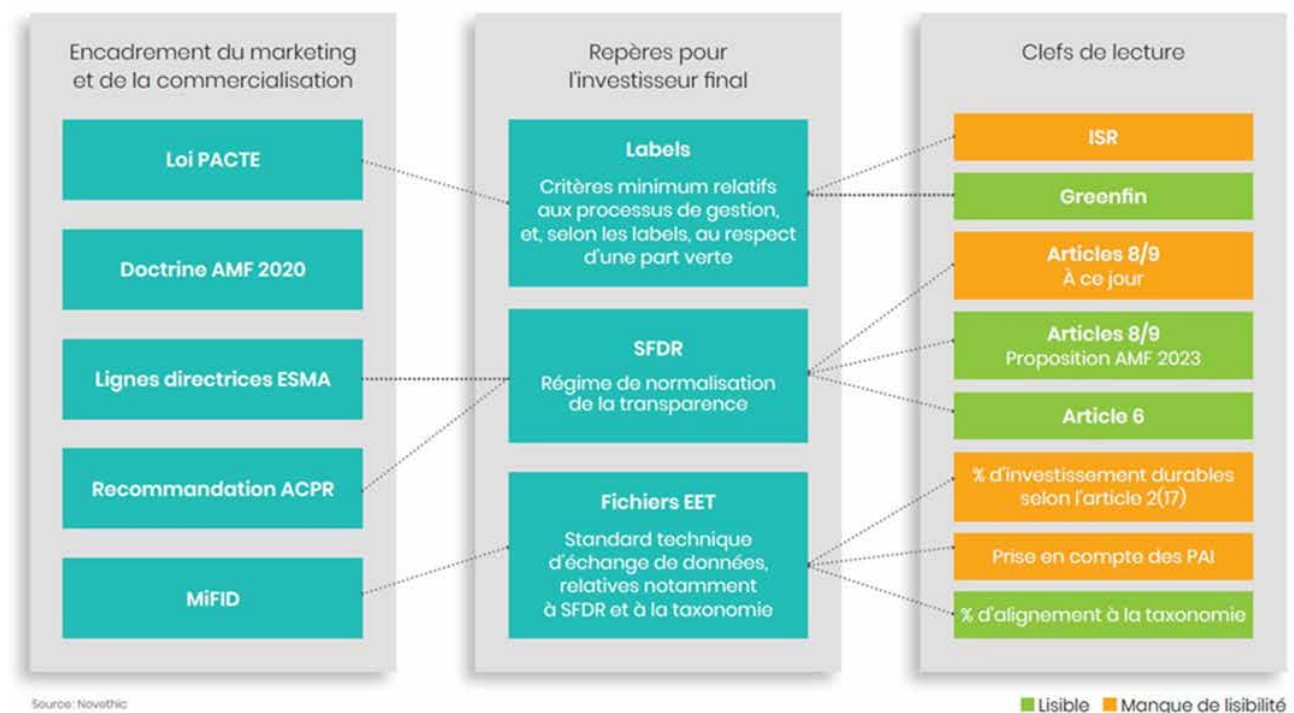 Encadrement du marketing
et de la commercialisation
Loi PACTE
Doctrine AMF 2020
Lignes directrices ESMA
Recommandation ACPR
MiFID
Repères pour
l'investisseur final
Labels
Critères minimum relatifs
aux processus de gestion,
et, selon les labels, au respect
d'une part verte
SFDR
Régime de normalisation
de la transparence
Fichiers EET
Standard technique
d'échange de données,
relatives notamment
à SFDR et à la taxonomie
Clefs de lecture
ISR
Greenfin
Articles 8/9
À ce jour
Articles 8/9
Proposition AMF 2023
Article 6
% d'investissement durables
selon l'article 2(17)
Prise en compte des PAI
% d'alignement à la taxonomie
Source: Novethic
Lisible
Manque de lisibilité